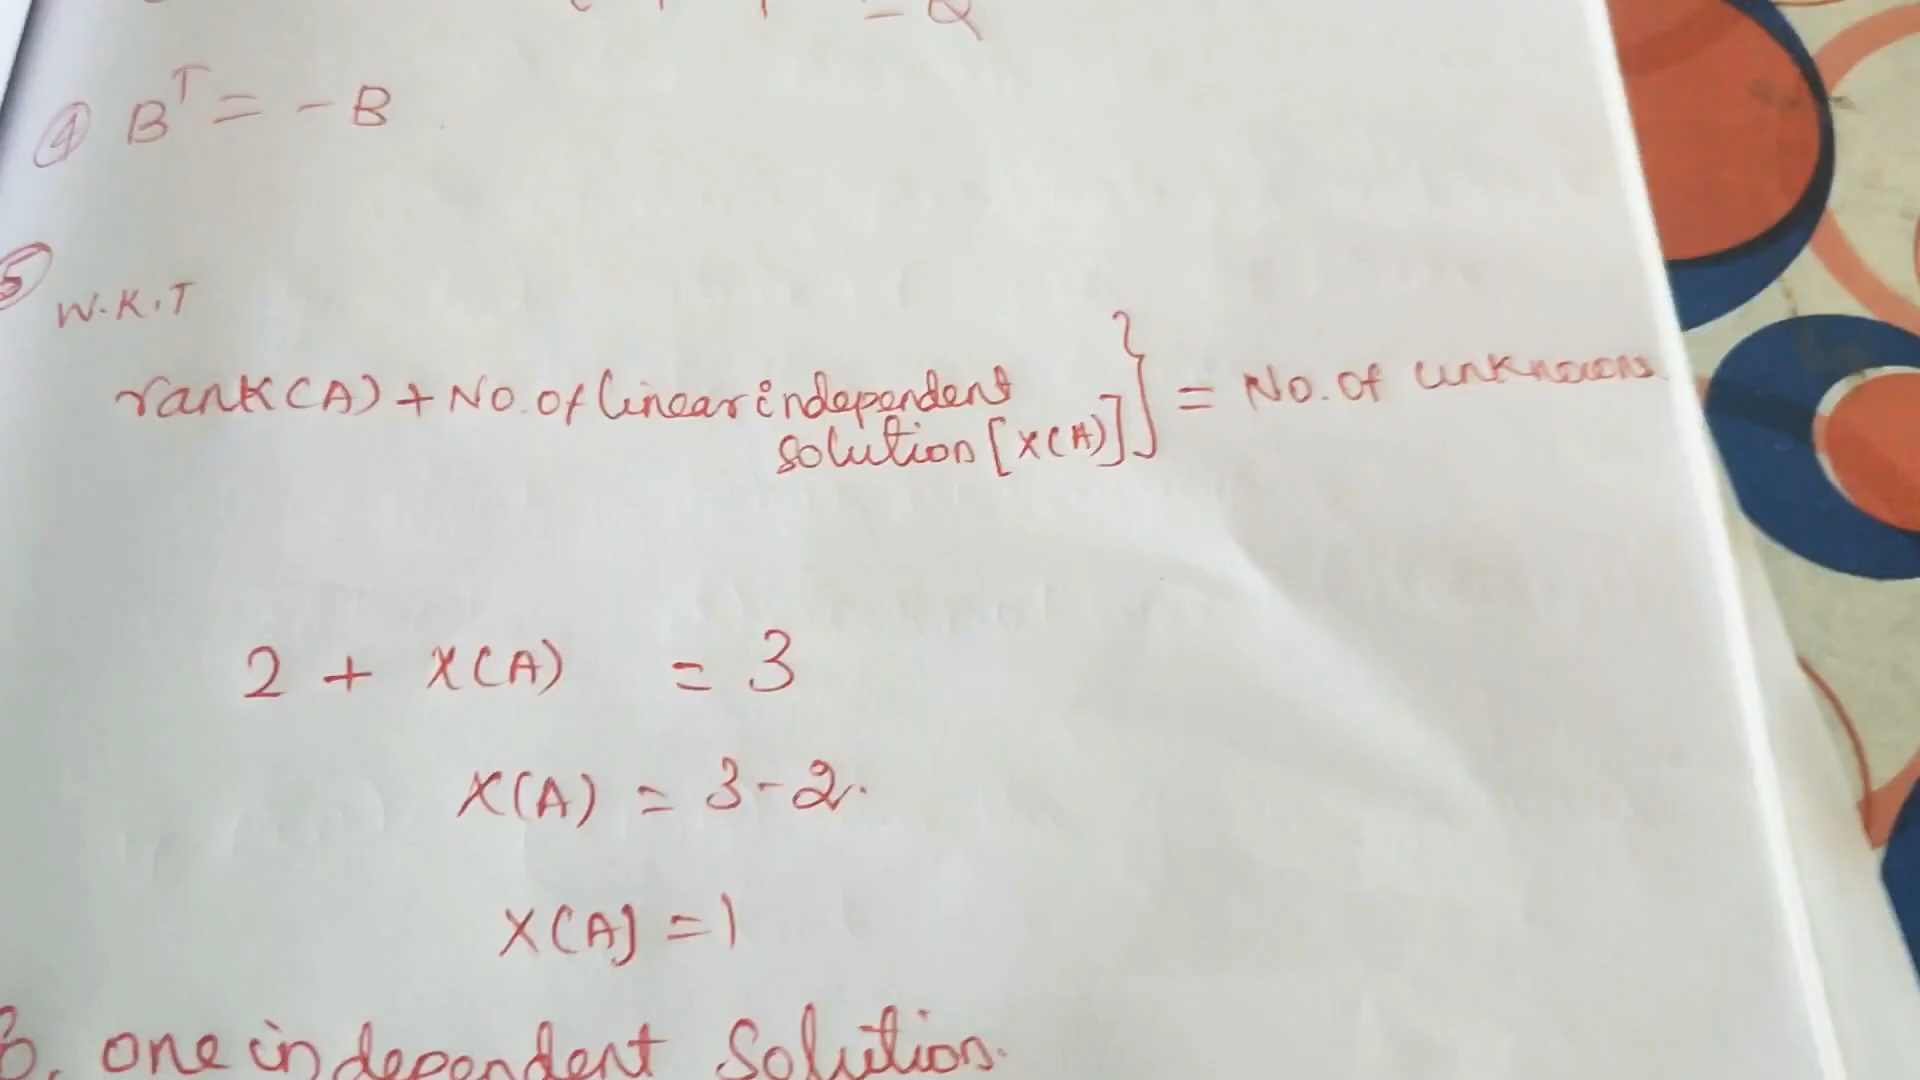 = Q
④ Bᵀ = - B
⑤ W.K.T
rank(A) + No. of linear independent } = No. of unknowns
solution [X(A)]
2 + X(A) = 3
X(A) = 3-2.
X(A) = 1
one independent Solution.